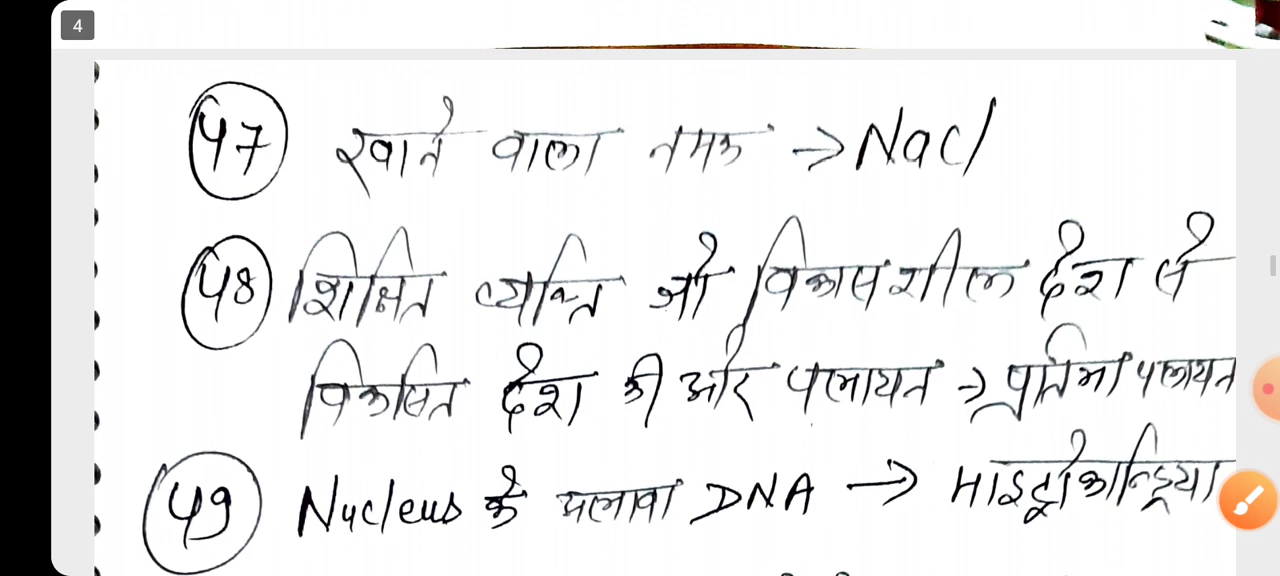 4
47 खाने वाला नमक → Nacl
48 शिक्षित व्यक्ति जो विकासशील देश से
विकसित देश की ओर पलायन → प्रतिभा पलायन
49 Nucleus के अलावा DNA → माइट्रोकान्ड्रिया